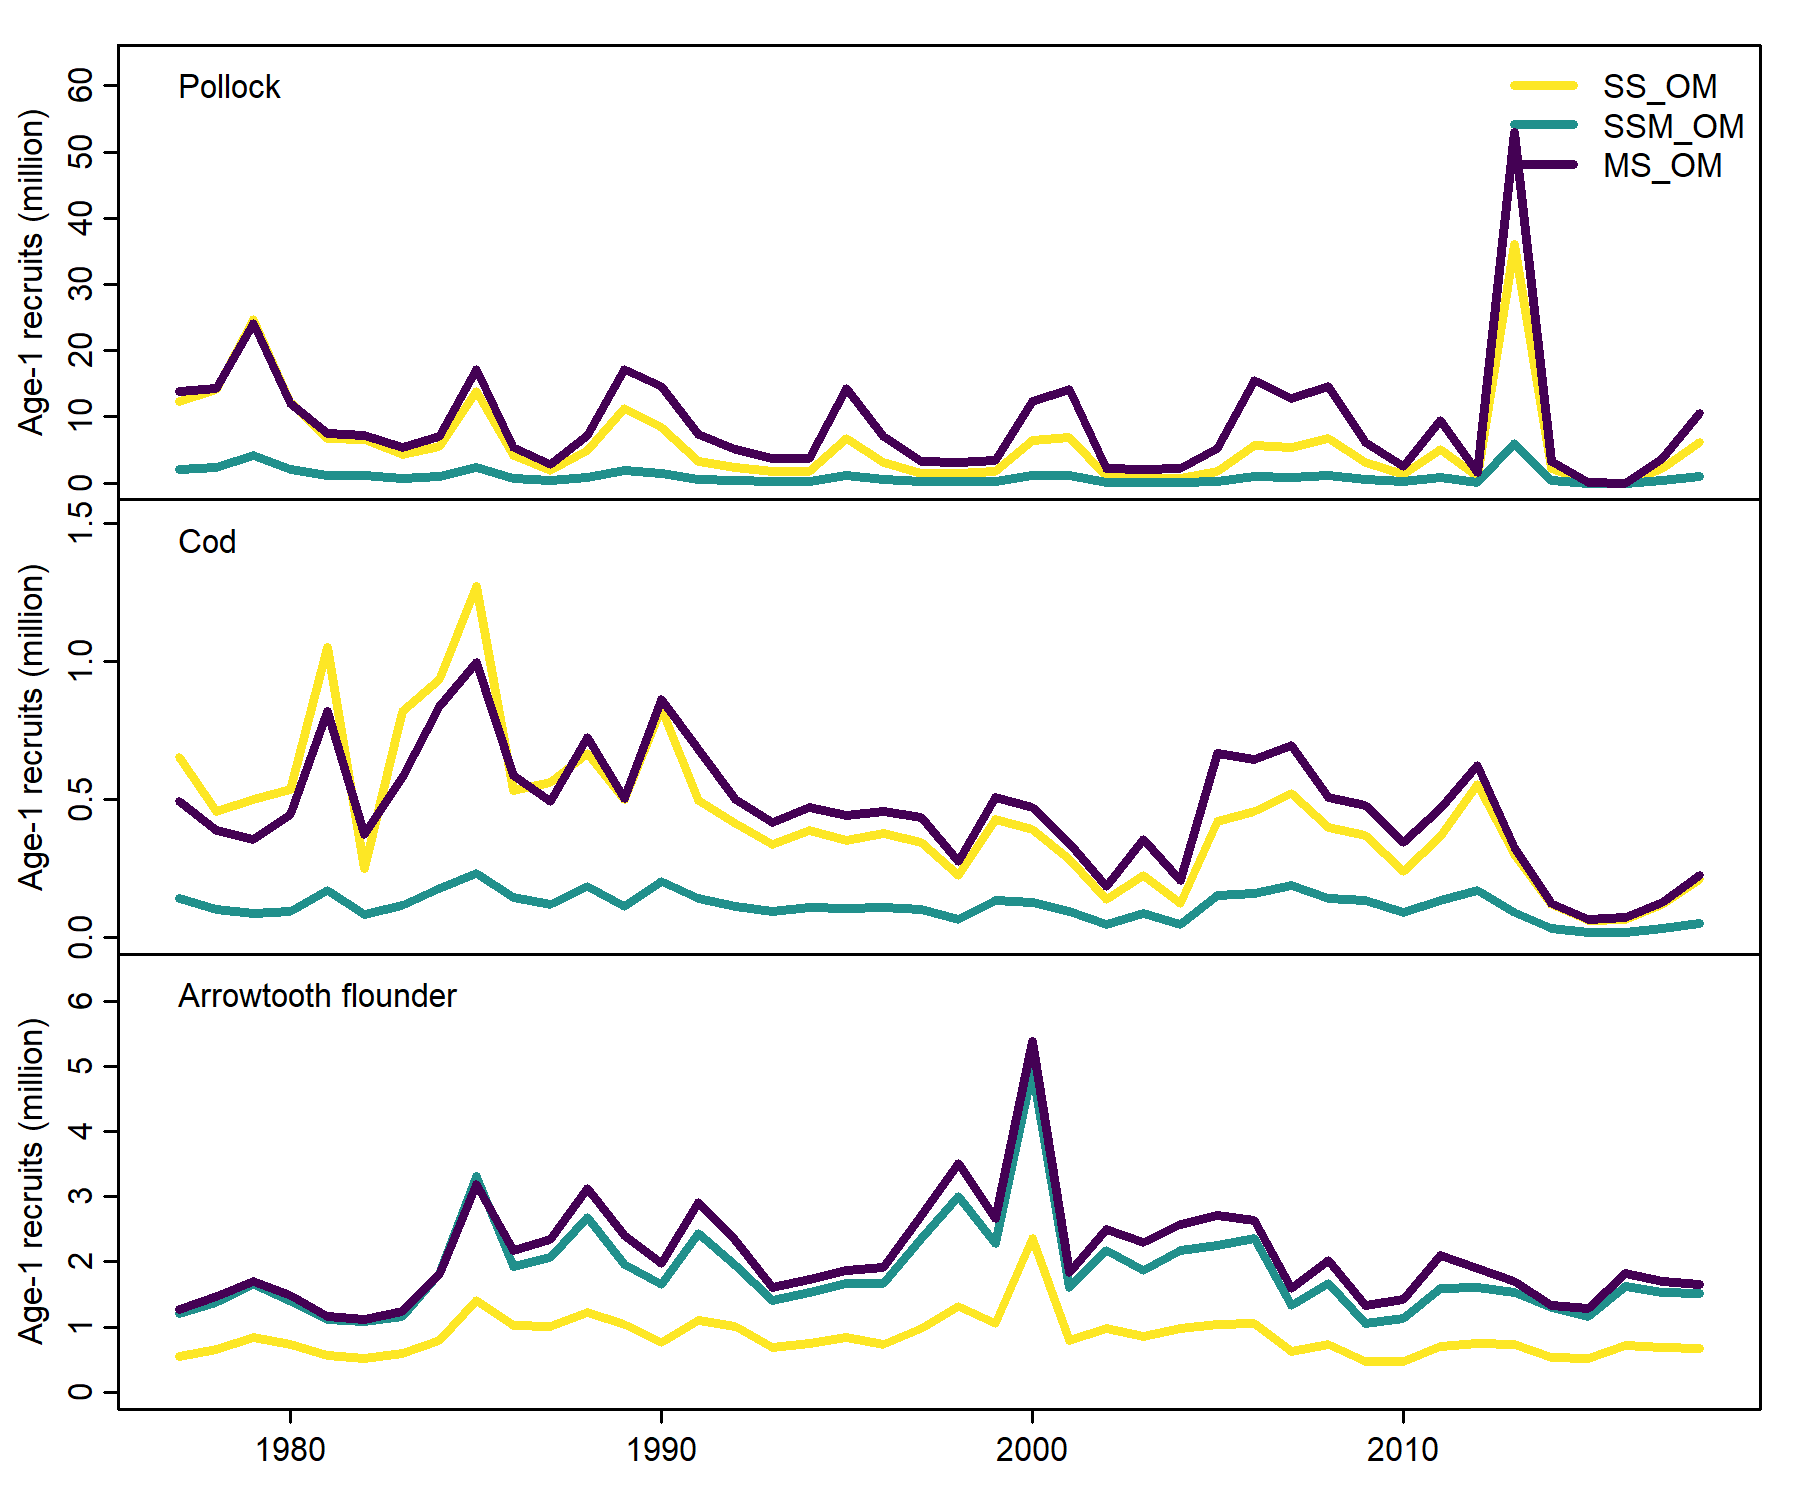 Pollock
SS_OM
SSM_OM
MS_OM
Age-1 recruits (million)
60
50
40
30
20
10
0
Cod
Age-1 recruits (million)
1.5
1.0
0.5
0.0
Arrowtooth flounder
Age-1 recruits (million)
6
5
4
3
2
1
0
1980 1990 2000 2010